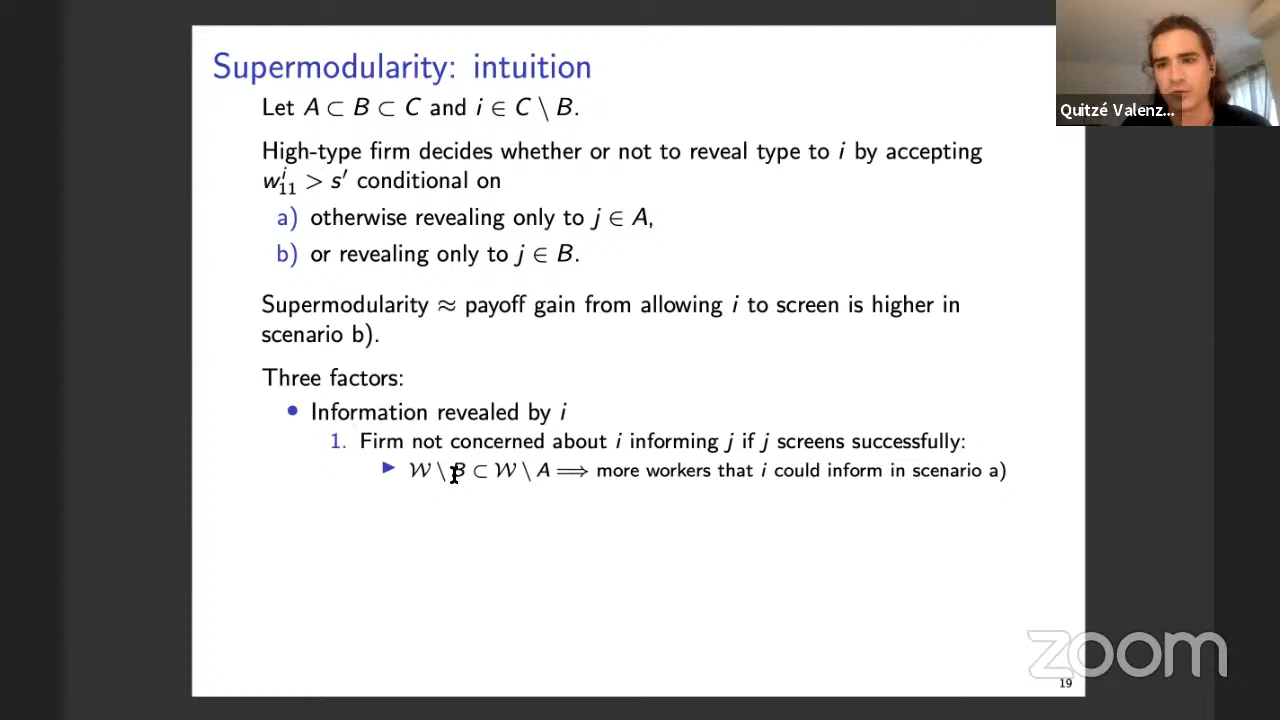 Supermodularity: intuition
Let A ⊂ B ⊂ C and i ∈ C \ B.
High-type firm decides whether or not to reveal type to i by accepting
w₁₁ⁱ > s′ conditional on
a) otherwise revealing only to j ∈ A,
b) or revealing only to j ∈ B.
Supermodularity ≈ payoff gain from allowing i to screen is higher in
scenario b).
Three factors:
• Information revealed by i
1. Firm not concerned about i informing j if j screens successfully:
▶ 𝒲 \ B ⊂ 𝒲 \ A ⟹ more workers that i could inform in scenario a)
19
Quitzé Valenz...
zoom